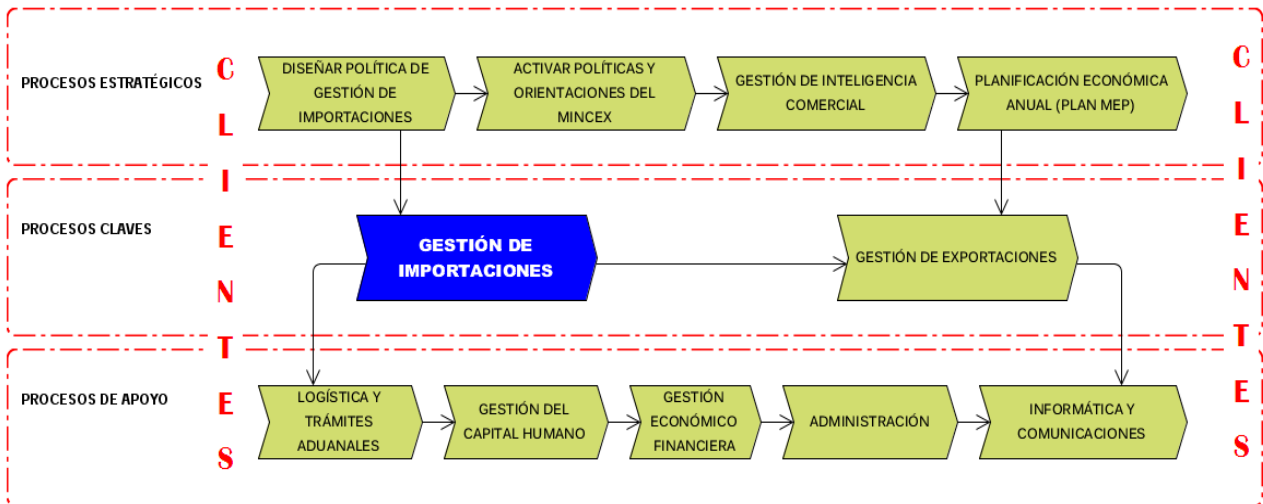 PROCESOS ESTRATÉGICOS
CLIENTES
DISEÑAR POLÍTICA DE
GESTIÓN DE
IMPORTACIONES
ACTIVAR POLÍTICAS Y
ORIENTACIONES DEL
MINCEX
GESTIÓN DE INTELIGENCIA
COMERCIAL
PLANIFICACIÓN ECONÓMICA
ANUAL (PLAN MEP)
CLIENTES
PROCESOS CLAVES
GESTIÓN DE
IMPORTACIONES
GESTIÓN DE EXPORTACIONES
PROCESOS DE APOYO
LOGÍSTICA Y
TRÁMITES
ADUANALES
GESTIÓN DEL
CAPITAL HUMANO
GESTIÓN
ECONÓMICO
FINANCIERA
ADMINISTRACIÓN
INFORMÁTICA Y
COMUNICACIONES